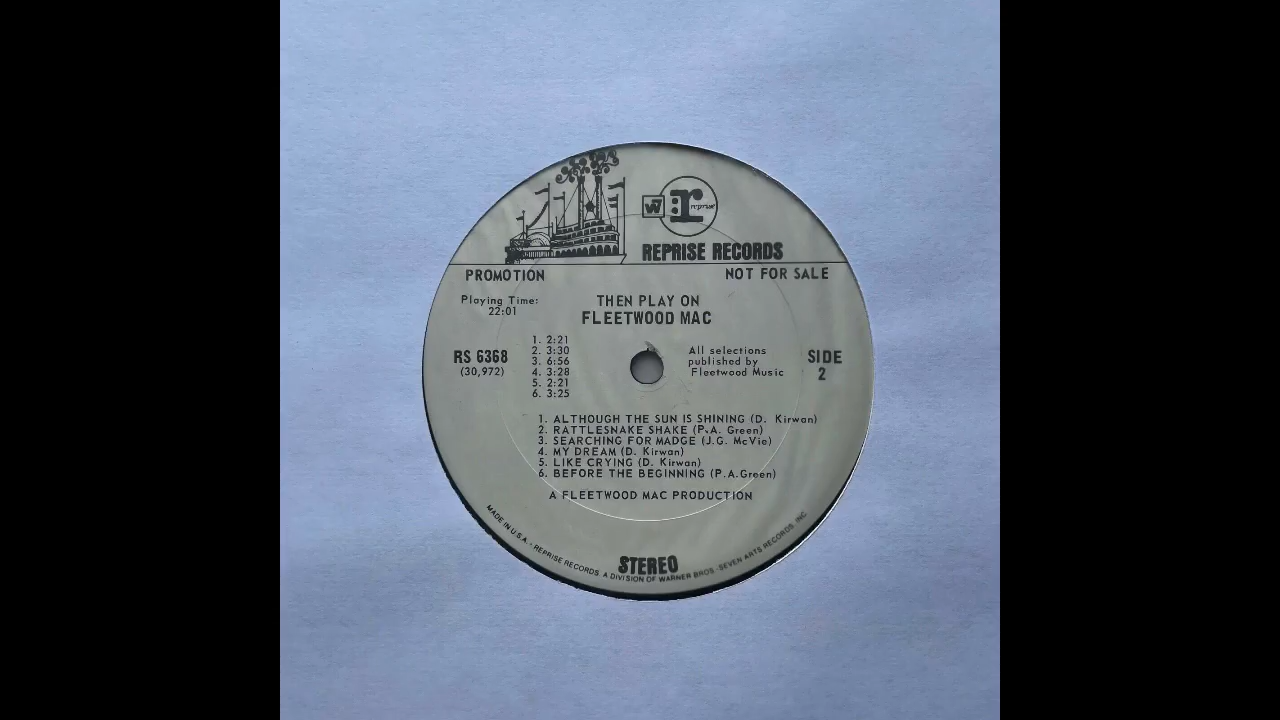 W7
r: reprise
REPRISE RECORDS
PROMOTION NOT FOR SALE
Playing Time:
22:01
THEN PLAY ON
FLEETWOOD MAC
RS 6368
(30,972)
1. 2:21
2. 3:30
3. 6:56
4. 3:28
5. 2:21
6. 3:25
All selections
published by
Fleetwood Music
SIDE
2
1. ALTHOUGH THE SUN IS SHINING (D. Kirwan)
2. RATTLESNAKE SHAKE (P.A. Green)
3. SEARCHING FOR MADGE (J.G. McVie)
4. MY DREAM (D. Kirwan)
5. LIKE CRYING (D. Kirwan)
6. BEFORE THE BEGINNING (P.A.Green)
A FLEETWOOD MAC PRODUCTION
STEREO
MADE IN U.S.A. - REPRISE RECORDS. A DIVISION OF WARNER BROS.-SEVEN ARTS RECORDS, INC.